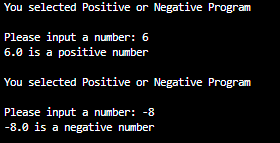 You selected Positive or Negative Program
Please input a number: 6
6.0 is a positive number
You selected Positive or Negative Program
Please input a number: -8
-8.0 is a negative number